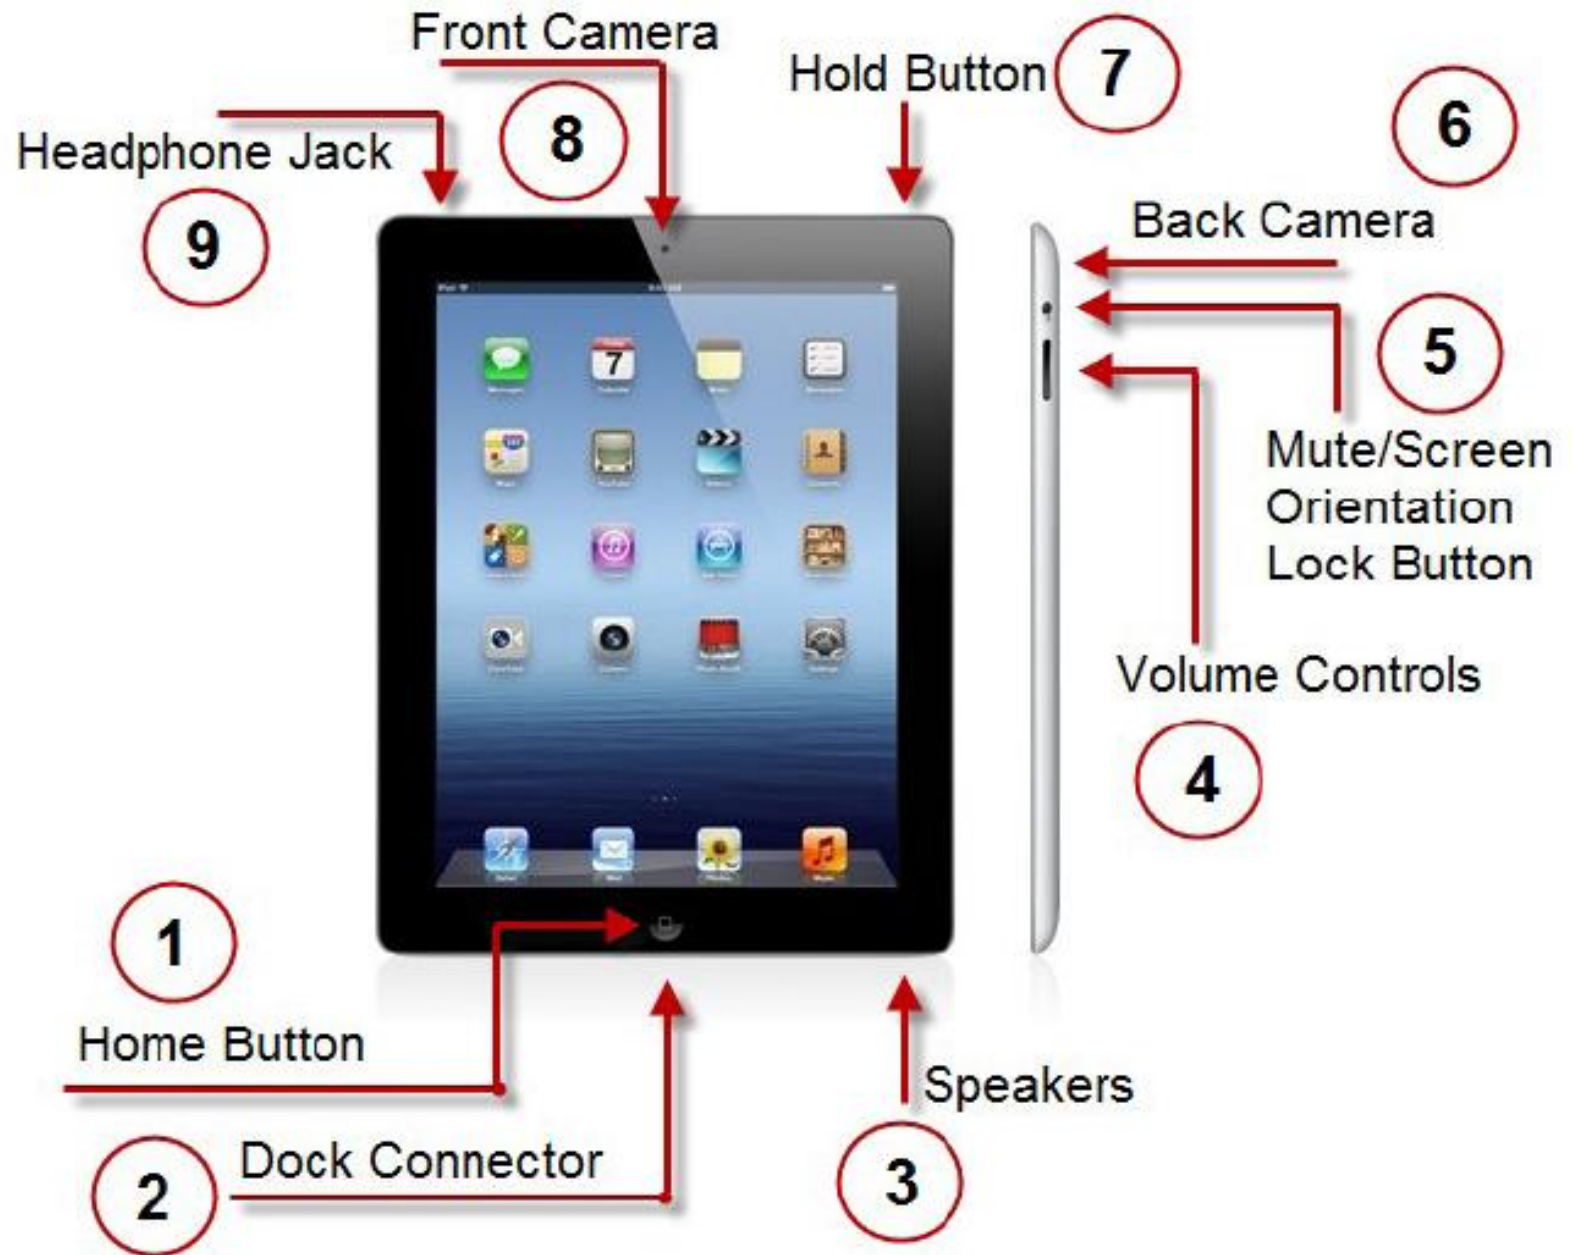 Front Camera
8
Hold Button
7
6
Headphone Jack
9
Back Camera
5
Mute/Screen
Orientation
Lock Button
Volume Controls
4
7
1
Home Button
2
Dock Connector
Speakers
3